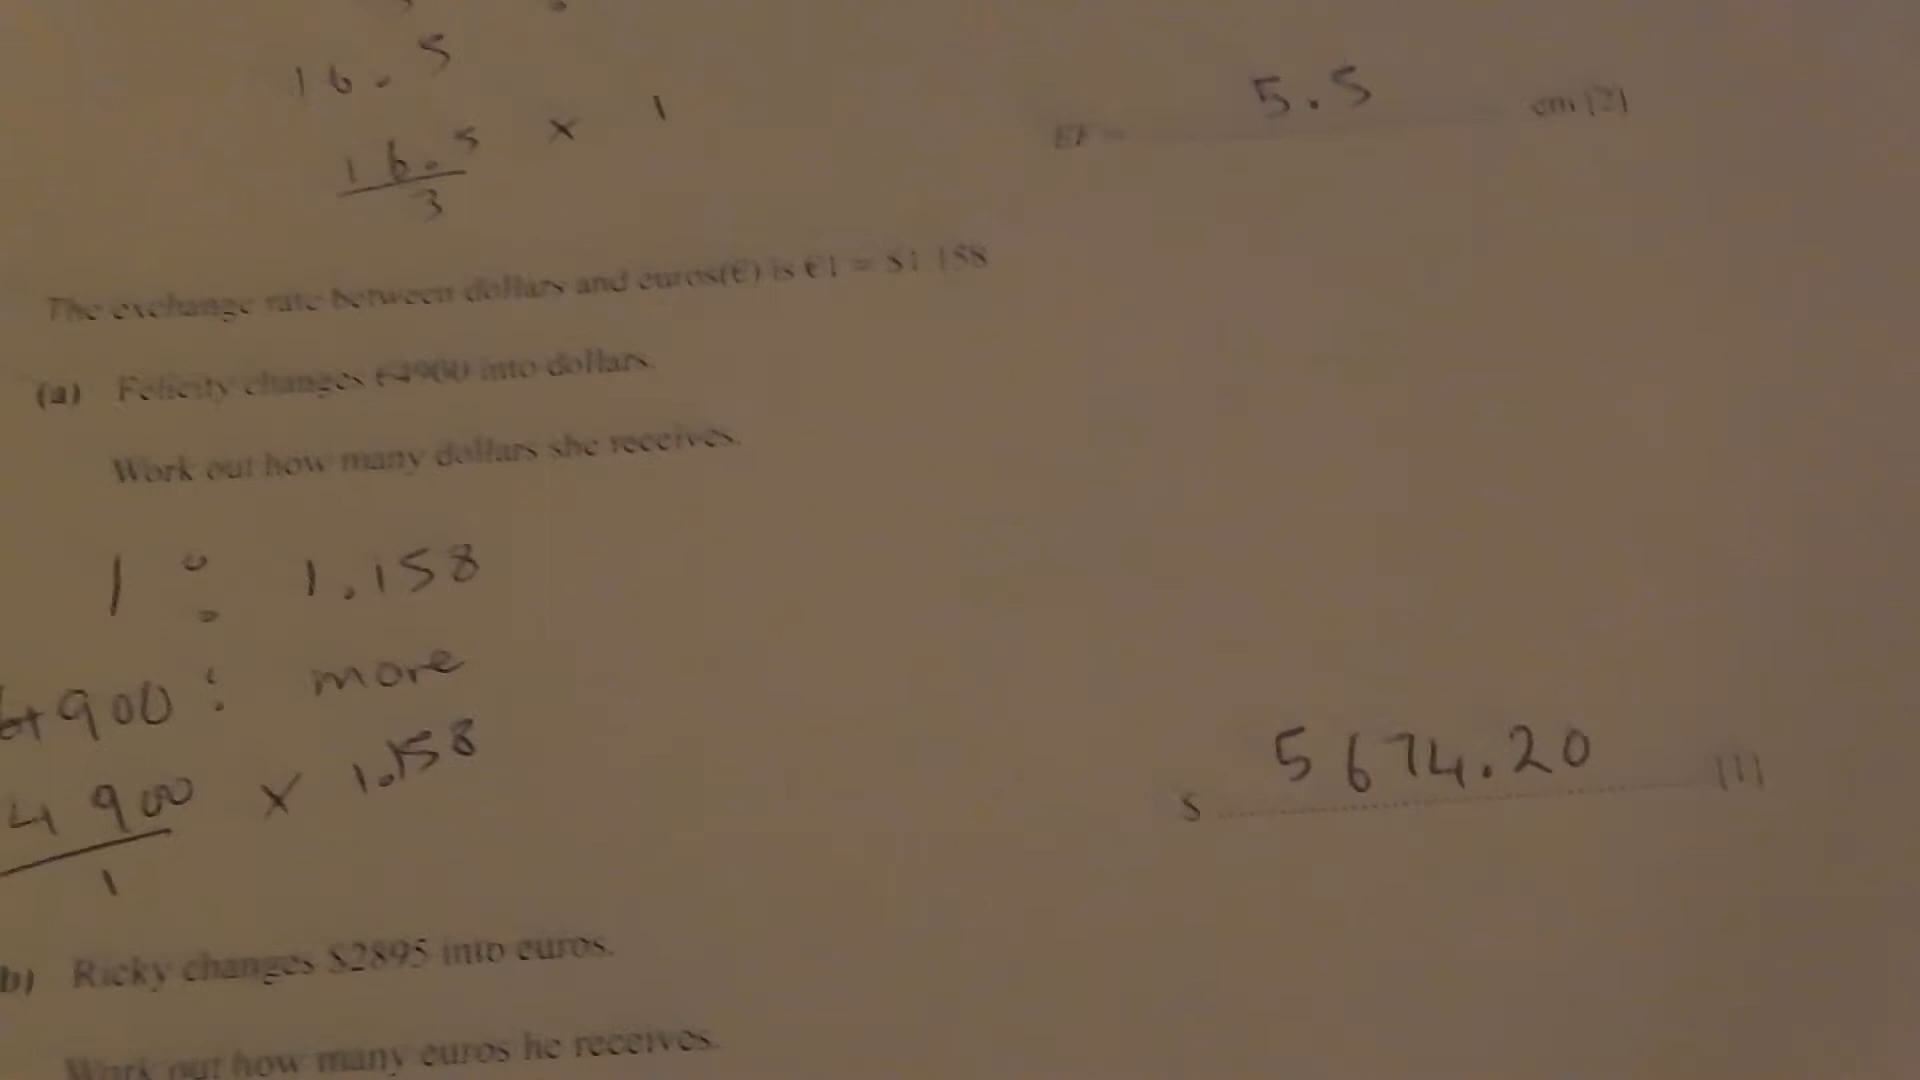 16.5
16.5 × 1
3
EF = 5.5 cm [2]
The exchange rate between dollars and euros(€) is €1 = $1.158
(a) Felicity changes €4900 into dollars.
Work out how many dollars she receives.
1 : 1.158
4900 : more
4900 × 1.158
1
$ 5674.20 [1]
b) Ricky changes $2895 into euros.
Work out how many euros he receives.